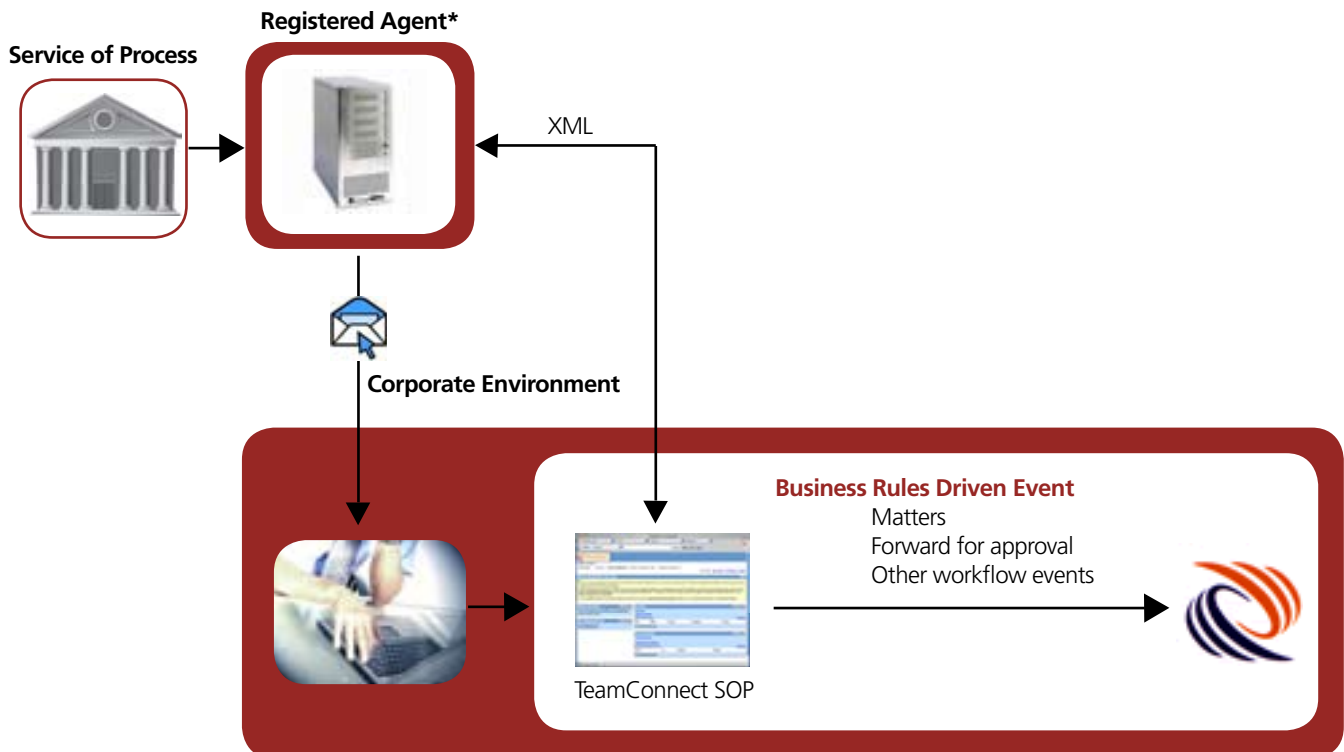 Registered Agent*
Service of Process
XML
Corporate Environment
Business Rules Driven Event
Matters
Forward for approval
Other workflow events
TeamConnect SOP